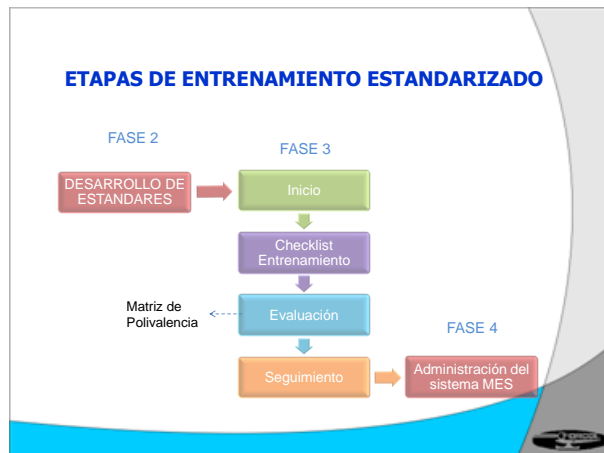 ETAPAS DE ENTRENAMIENTO ESTANDARIZADO
FASE 2
FASE 3
DESARROLLO DE
ESTANDARES
Inicio
Checklist
Entrenamiento
Matriz de
Polivalencia
Evaluación
FASE 4
Seguimiento
Administración del
sistema MES